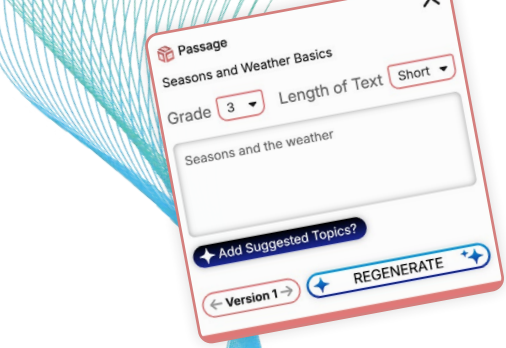 Passage
Seasons and Weather Basics
Grade 3 Length of Text Short
Seasons and the weather
Add Suggested Topics?
Version 1 REGENERATE